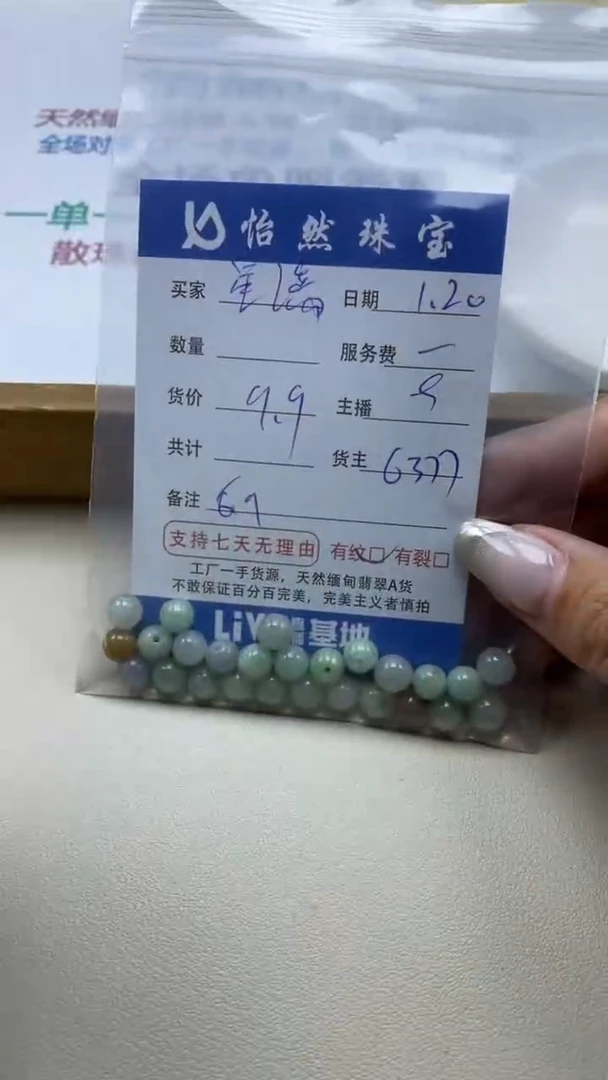 天然缅
全场对
一单一
散珠
怡然珠宝
买家 日期 1.20
数量 服务费 一
货价 9.9 主播
共计 货主 6377
备注
支持七天无理由 有纹□ 有裂□
工厂一手货源，天然缅甸翡翠A货
不敢保证百分百完美，完美主义者慎拍
基地